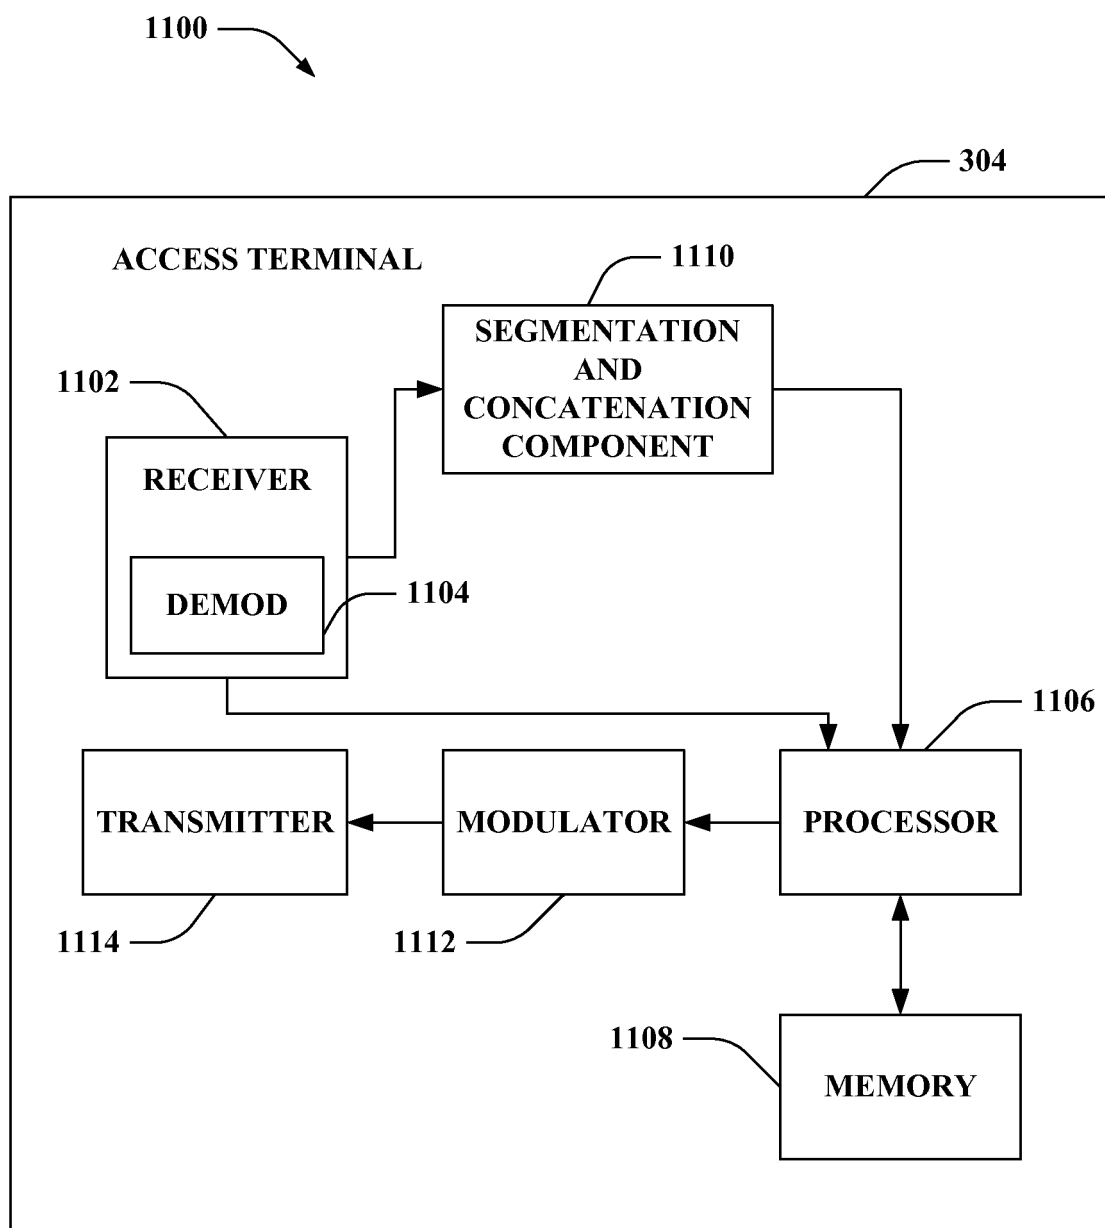 1100
304
ACCESS TERMINAL
1110
SEGMENTATION
AND
CONCATENATION
COMPONENT
1102
RECEIVER
DEMOD
1104
1106
TRANSMITTER
MODULATOR
PROCESSOR
1114
1112
1108
MEMORY